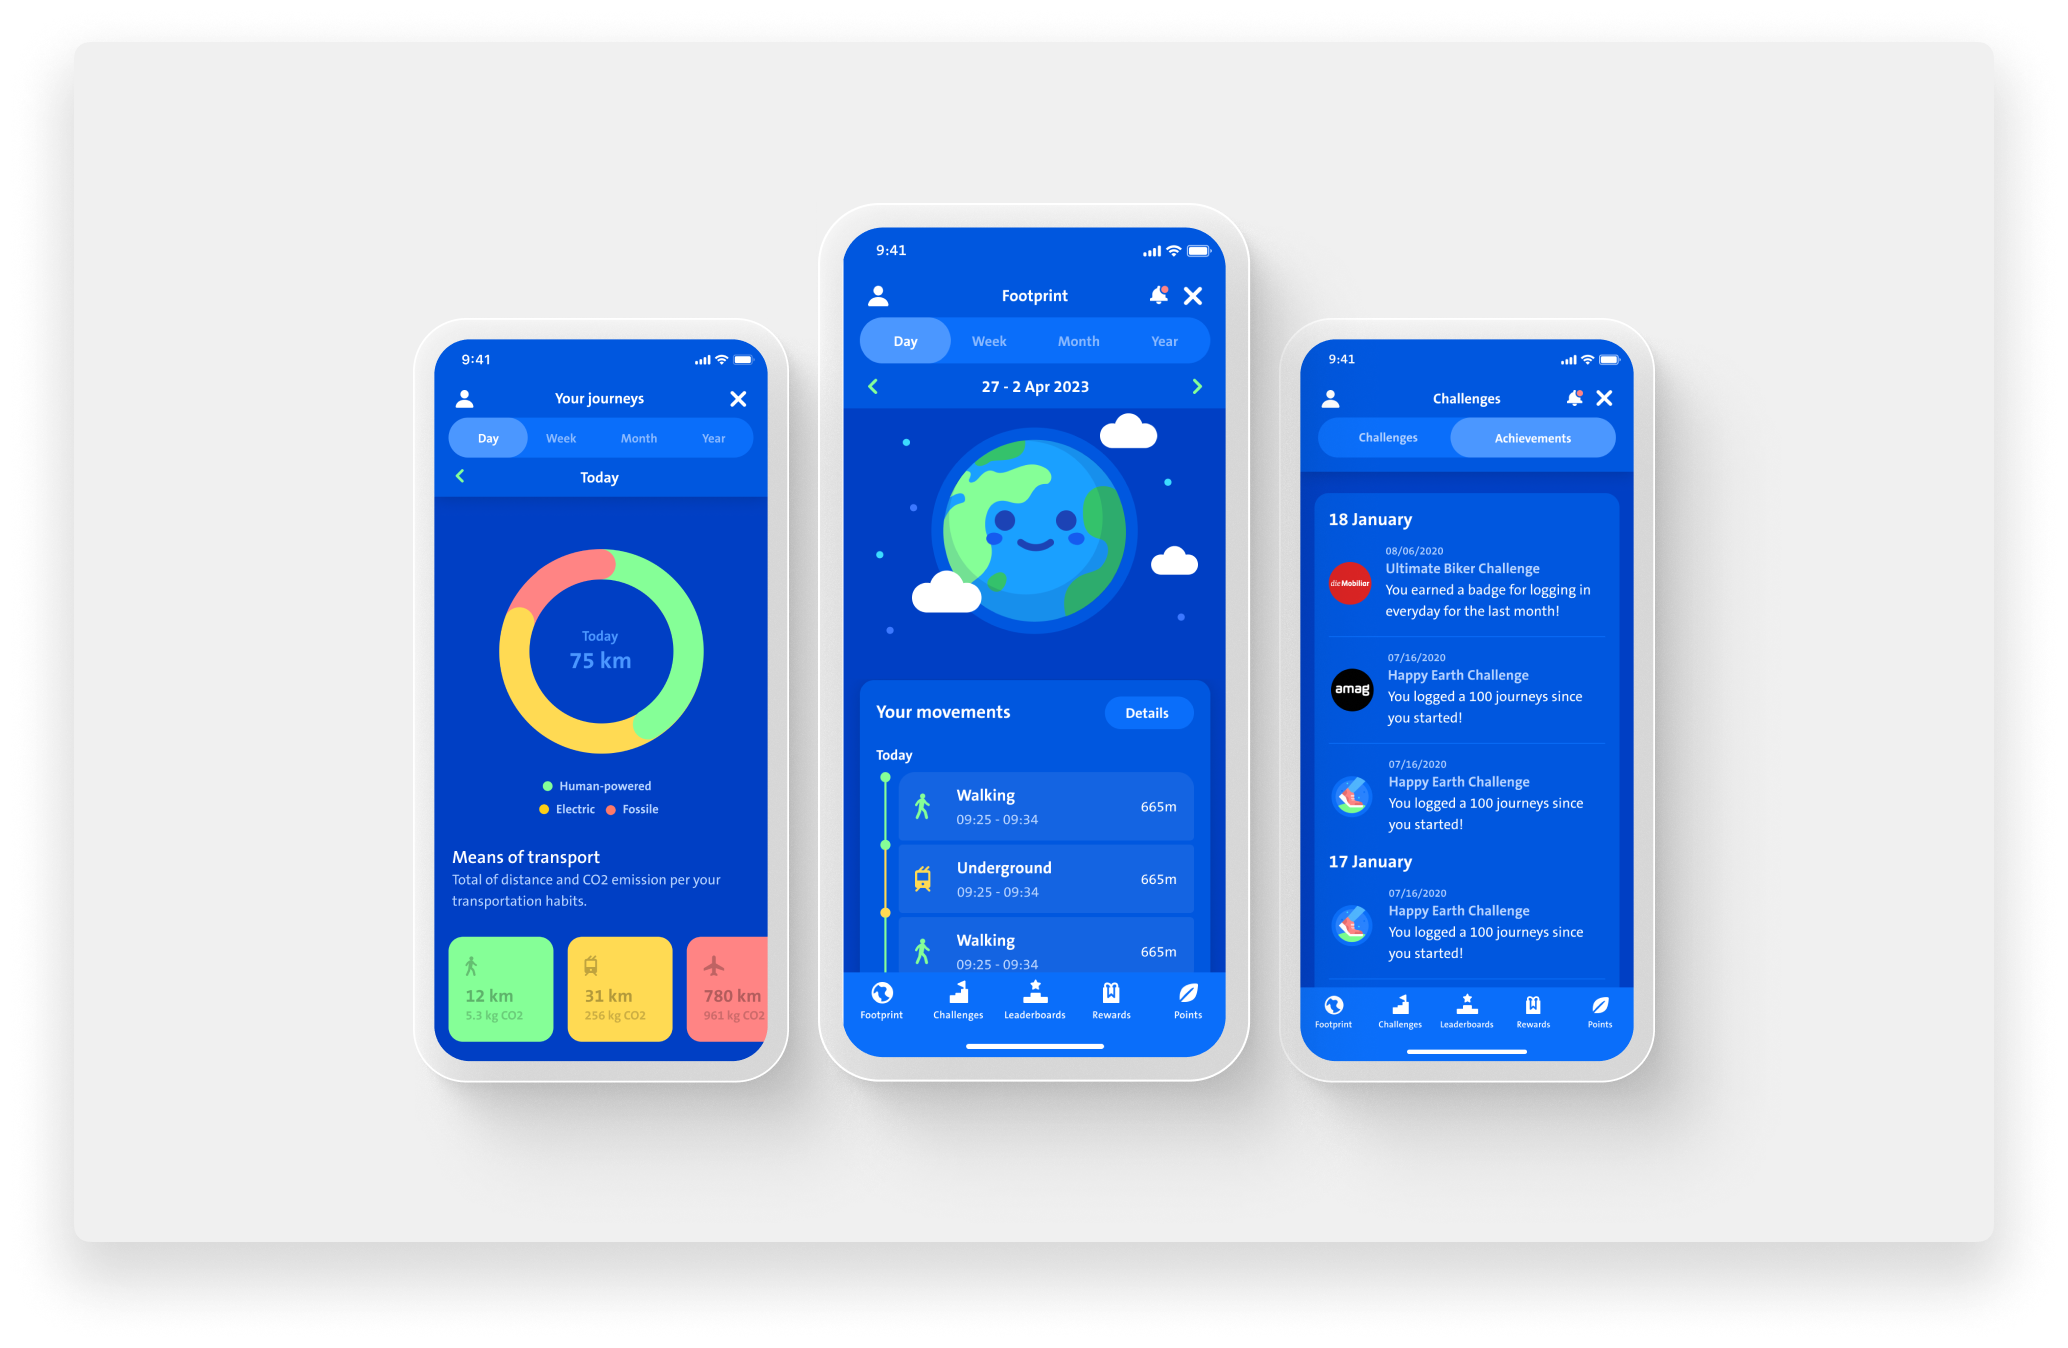 9:41
Your journeys
Day Week Month Year
Today
Today
75 km
Human-powered
Electric Fossile
Means of transport
Total of distance and CO2 emission per your
transportation habits.
12 km 31 km 780 km
5.3 kg CO2 256 kg CO2 961 kg CO2
9:41
Footprint
Day Week Month Year
27 - 2 Apr 2023
Your movements Details
Today
Walking
09:25 - 09:34
665m
Underground
09:25 - 09:34
665m
Walking
09:25 - 09:34
665m
Footprint Challenges Leaderboards Rewards Points
9:41
Challenges
Challenges Achievements
18 January
08/06/2020
Ultimate Biker Challenge
die Mobiliar
You earned a badge for logging in
everyday for the last month!
07/16/2020
Happy Earth Challenge
amag
You logged a 100 journeys since
you started!
07/16/2020
Happy Earth Challenge
You logged a 100 journeys since
you started!
17 January
07/16/2020
Happy Earth Challenge
You logged a 100 journeys since
you started!
Footprint Challenges Leaderboards Rewards Points